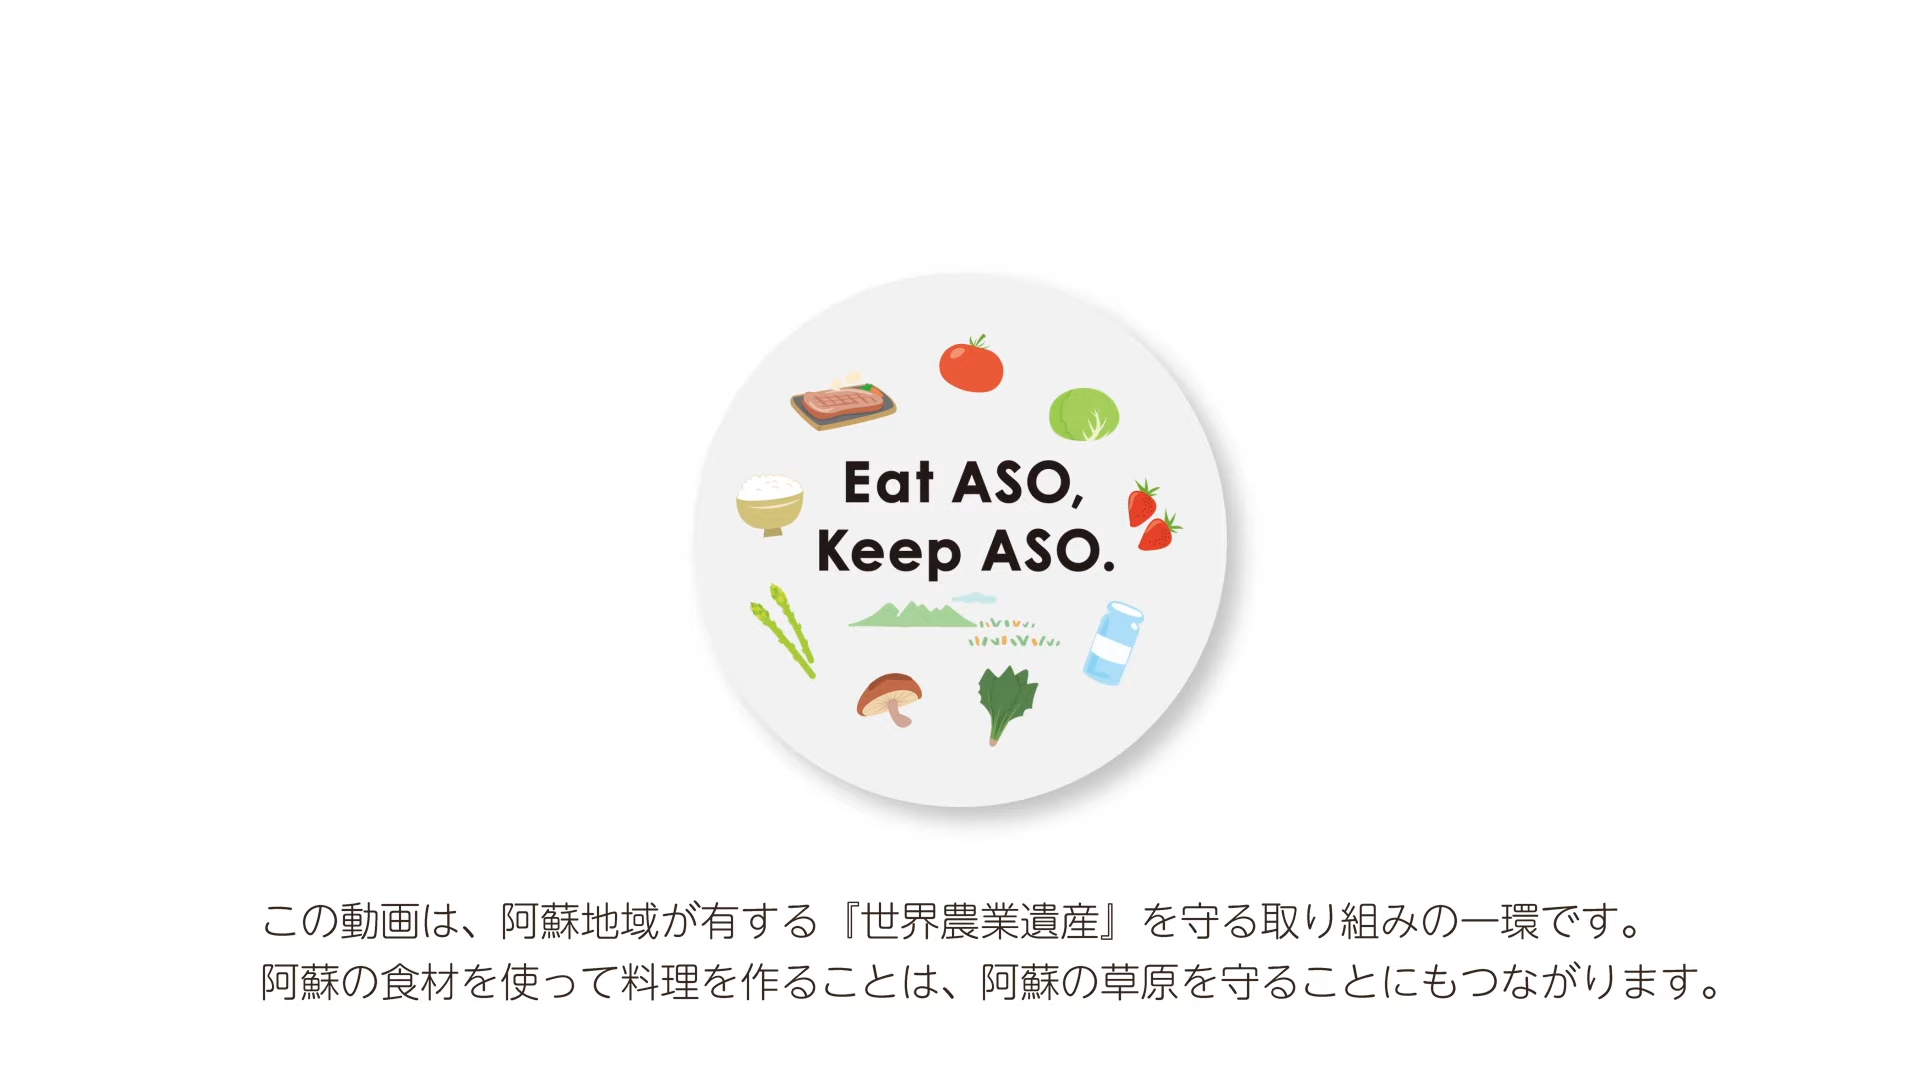 Eat ASO,
Keep ASO.
この動画は、阿蘇地域が有する『世界農業遺産』を守る取り組みの一環です。
阿蘇の食材を使って料理を作ることは、阿蘇の草原を守ることにもつながります。